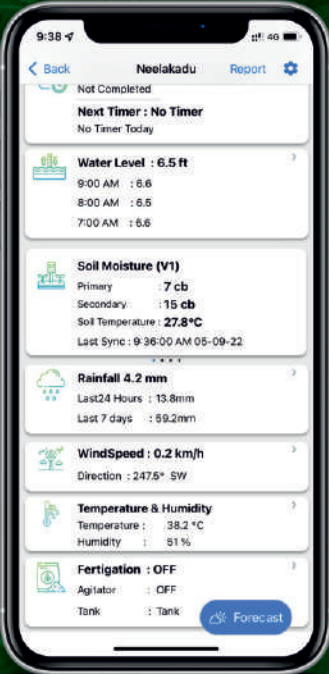 9:38
4G
Back Neelakadu Report
Not Completed
Next Timer : No Timer
No Timer Today
Water Level : 6.5 ft
9:00 AM : 6.6
8:00 AM : 6.5
7:00 AM : 6.6
Soil Moisture (V1)
Primary : 7 cb
Secondary : 15 cb
Soil Temperature : 27.8°C
Last Sync : 9:36:00 AM 05-09-22
Rainfall 4.2 mm
Last24 Hours : 13.8mm
Last 7 days : 59.2mm
WindSpeed : 0.2 km/h
Direction : 247.5° SW
Temperature & Humidity
Temperature : 38.2 °C
Humidity : 51 %
Fertigation : OFF
Agitator : OFF
Tank : Tank
Forecast